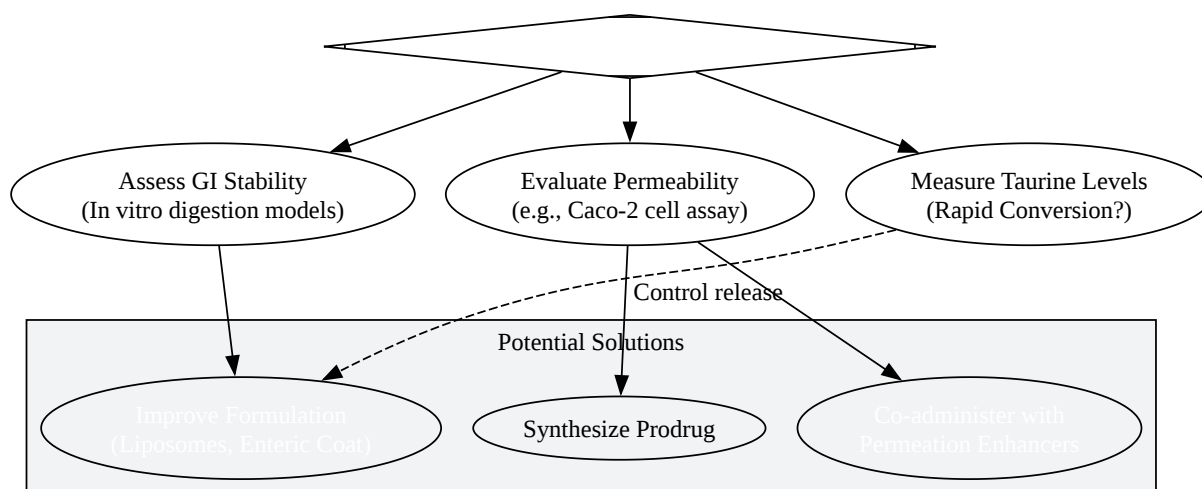 Assess GI Stability
(In vitro digestion models)
Evaluate Permeability
(e.g., Caco-2 cell assay)
Measure Taurine Levels
(Rapid Conversion?)
Control release
Potential Solutions
Improve Formulation
(Liposomes, Enteric Coat)
Synthesize Prodrug
Co-administer with
Permeation Enhancers